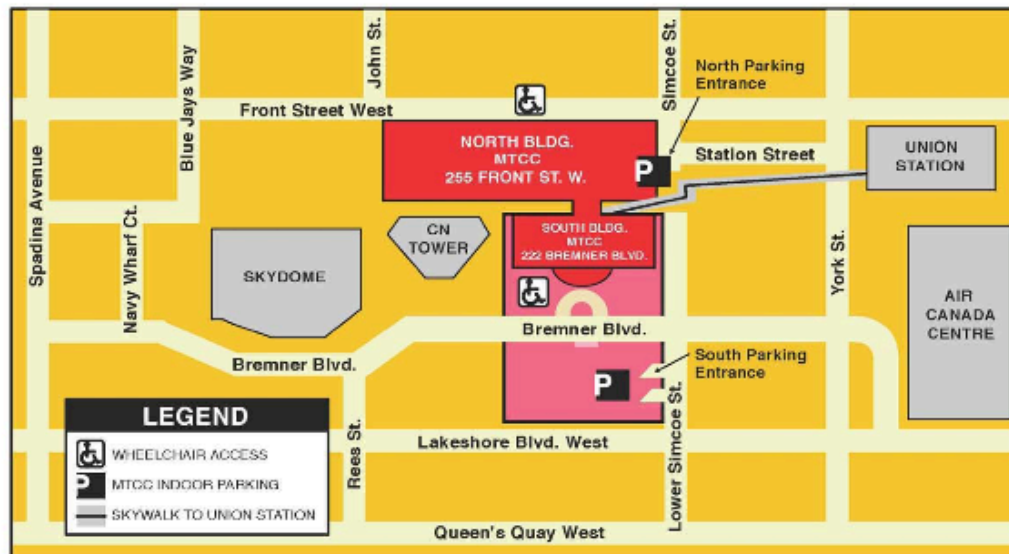 Spadina Avenue
Blue Jays Way
John St.
Simcoe St.
North Parking
Entrance
Front Street West
NORTH BLDG.
MTCC
255 FRONT ST. W.
P
Station Street
UNION
STATION
Navy Wharf Ct.
CN
TOWER
SOUTH BLDG.
MTCC
222 BREMNER BLVD.
SKYDOME
York St.
AIR
CANADA
CENTRE
Bremner Blvd.
Bremner Blvd.
South Parking
Entrance
P
LEGEND
WHEELCHAIR ACCESS
P MTCC INDOOR PARKING
SKYWALK TO UNION STATION
Rees St.
Lakeshore Blvd. West
Lower Simcoe St.
Queen's Quay West